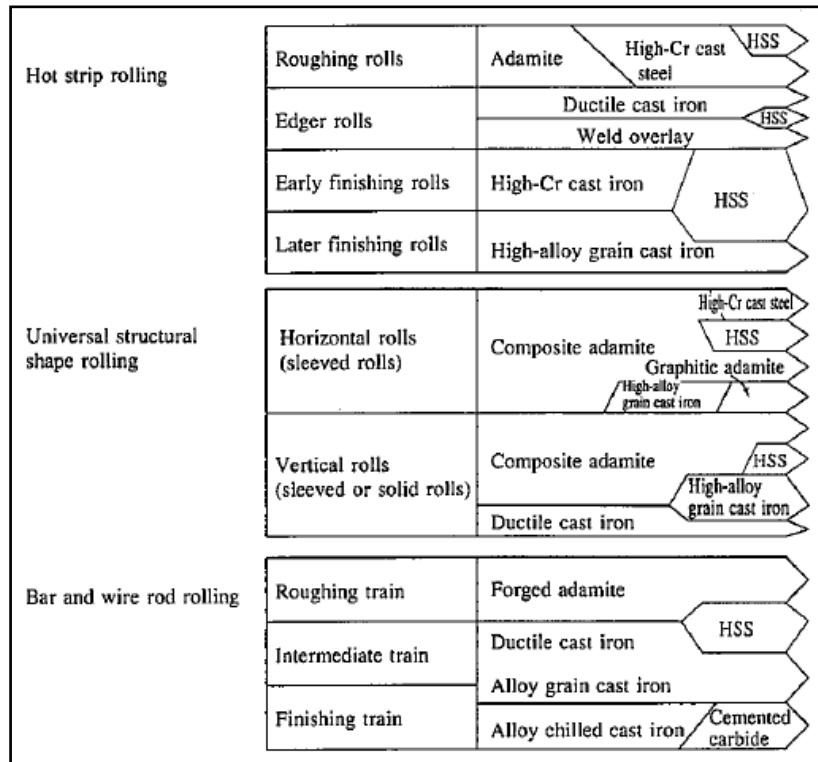 Hot strip rolling
Roughing rolls
Adamite
High-Cr cast
steel
HSS
Edger rolls
Ductile cast iron
HSS
Weld overlay
Early finishing rolls
High-Cr cast iron
HSS
Later finishing rolls
High-alloy grain cast iron
Universal structural
shape rolling
Horizontal rolls
(sleeved rolls)
Composite adamite
High-Cr cast steel
HSS
Graphitic adamite
High-alloy
grain cast iron
Vertical rolls
(sleeved or solid rolls)
Composite adamite
HSS
High-alloy
grain cast iron
Ductile cast iron
Bar and wire rod rolling
Roughing train
Forged adamite
HSS
Intermediate train
Ductile cast iron
Alloy grain cast iron
Finishing train
Alloy chilled cast iron
Cemented
carbide